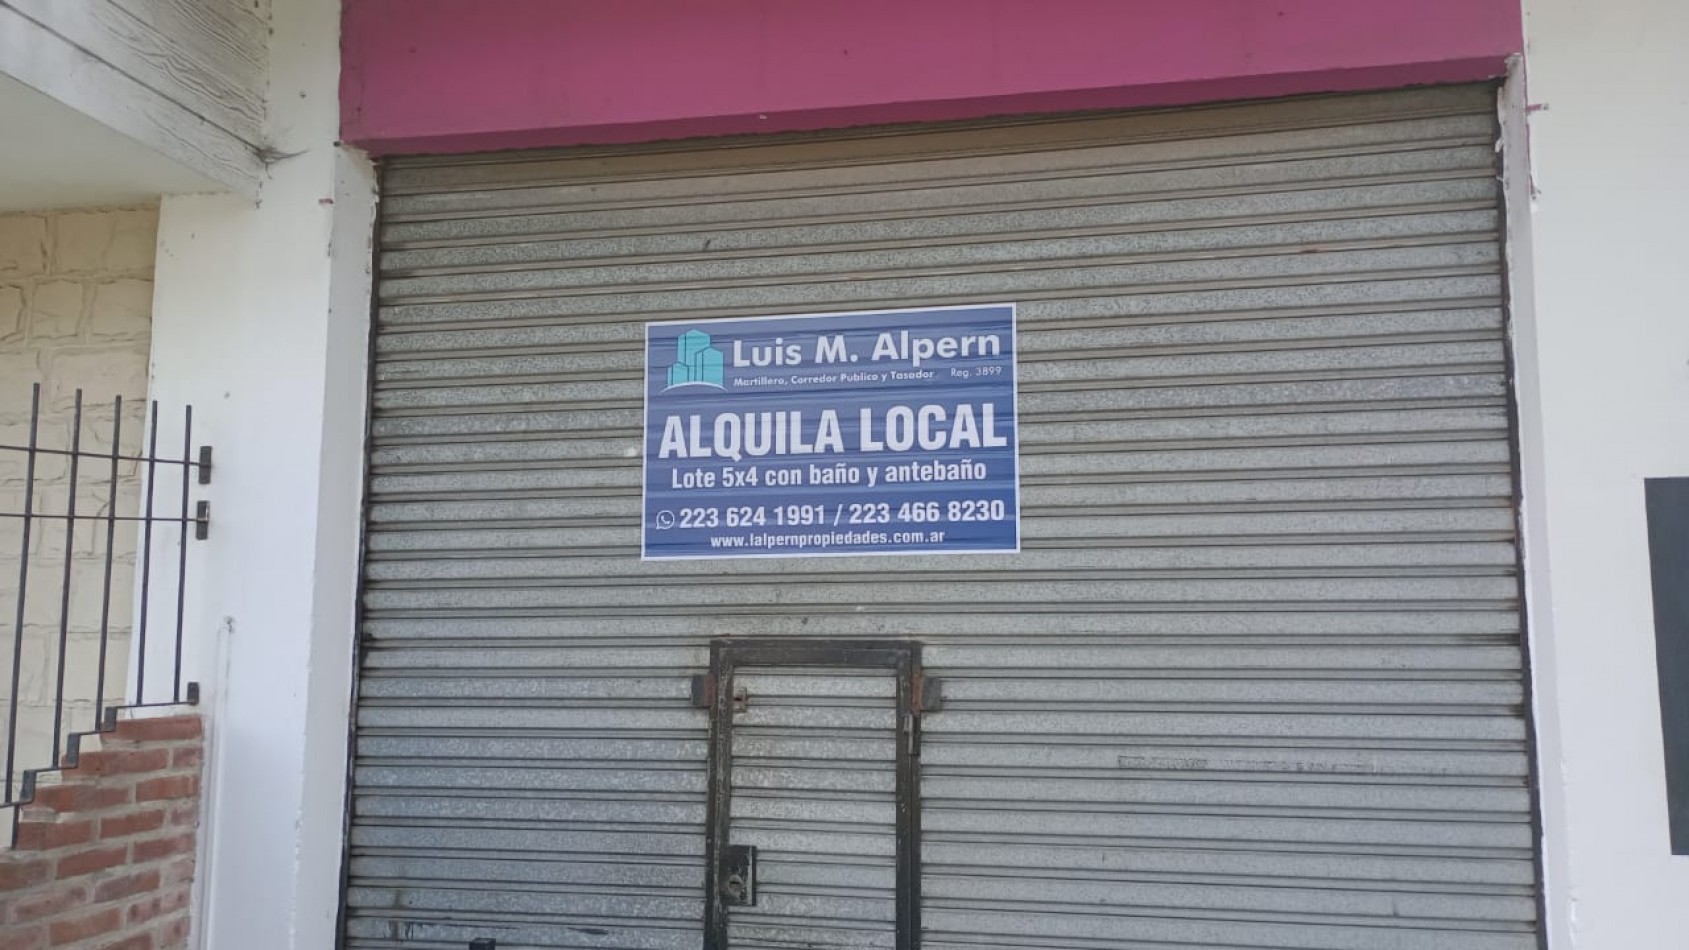 Luis M. Alpern
Martillero, Corredor Público y Tasador. Reg. 3899
ALQUILA LOCAL
Lote 5x4 con baño y antebaño
223 624 1991 / 223 466 8230
www.lalpernpropiedades.com.ar